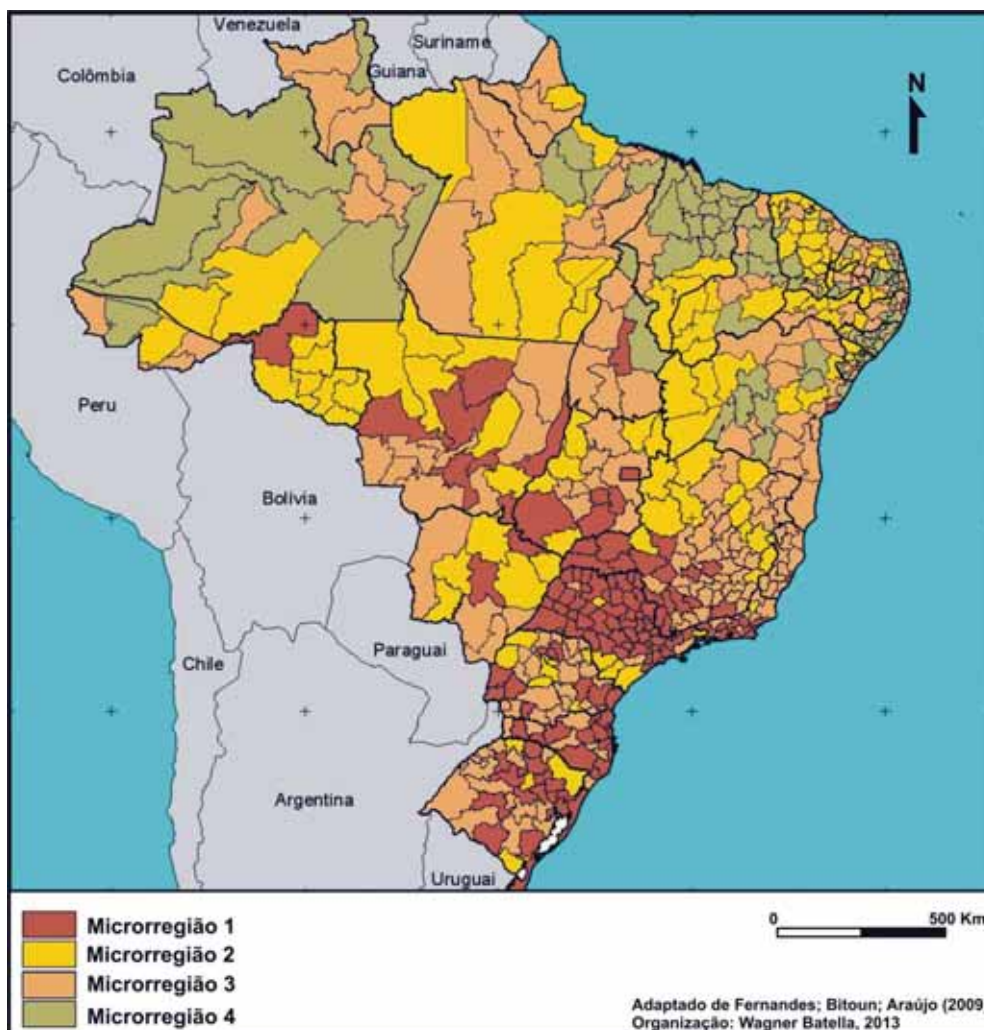 Venezuela
Suriname
Colômbia
Guiana
N
Peru
Bolívia
Paraguai
Chile
Argentina
Uruguai
Microrregião 1
Microrregião 2
Microrregião 3
Microrregião 4
0 500 Km
Adaptado de Fernandes; Bitoun; Araújo (2009)
Organização: Wagner Batella, 2013